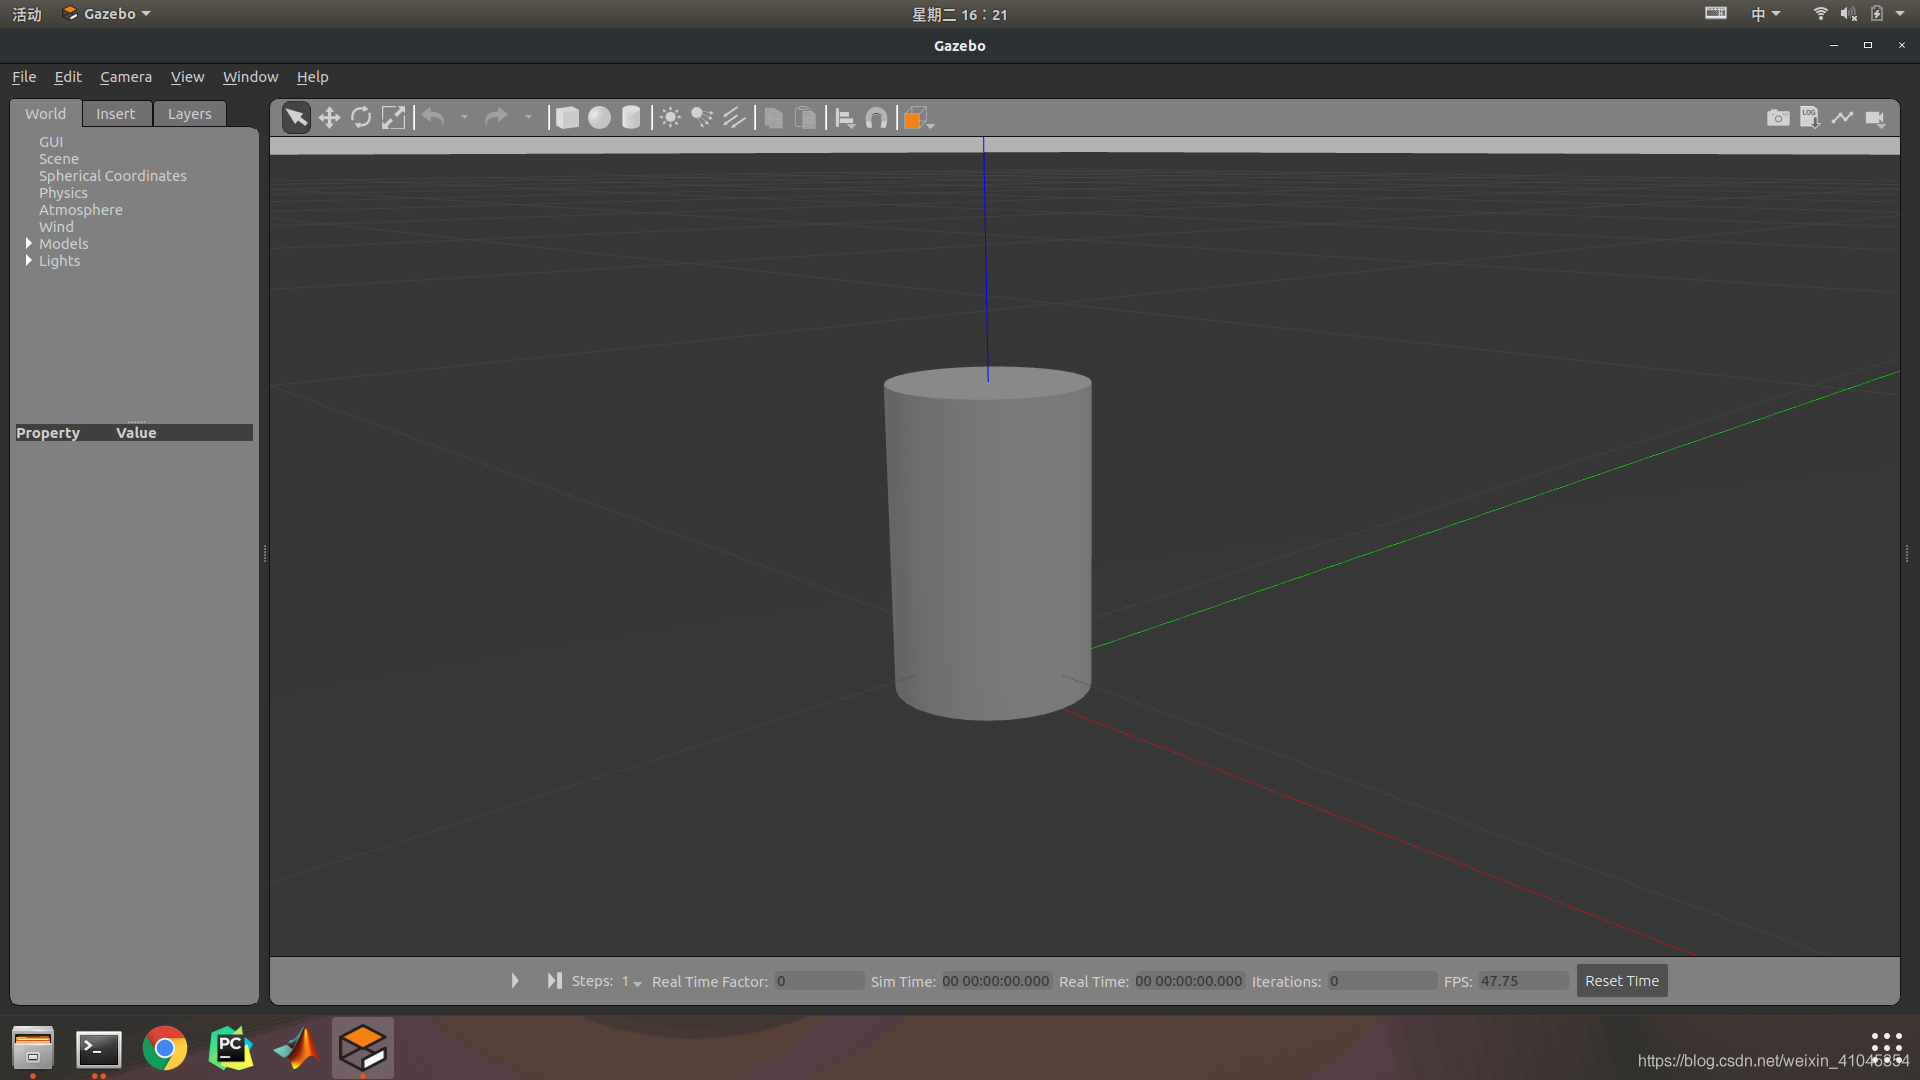 活动 Gazebo 星期二 16：21 中
Gazebo
File Edit Camera View Window Help
World Insert Layers
LOG
GUI
Scene
Spherical Coordinates
Physics
Atmosphere
Wind
Models
Lights
Property Value
Steps: 1 Real Time Factor: 0 Sim Time: 00 00:00:00.000 Real Time: 00 00:00:00.000 Iterations: 0 FPS: 47.75 Reset Time
>_ PC
https://blog.csdn.net/weixin_41045354